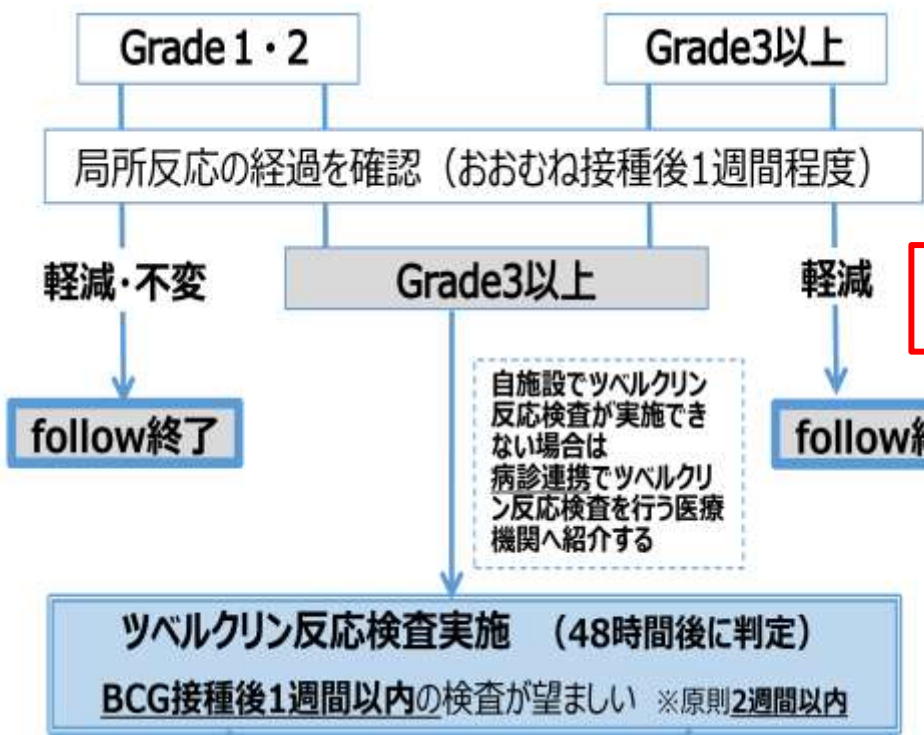 Grade 1・2
Grade3以上
局所反応の経過を確認（おおむね接種後1週間程度）
軽減・不変
Grade3以上
軽減
自施設でツベルクリン
反応検査が実施でき
ない場合は
病診連携でツベルクリ
ン反応検査を行う医療
機関へ紹介する
follow終了
follow
ツベルクリン反応検査実施　（48時間後に判定）
BCG接種後1週間以内の検査が望ましい　※原則2週間以内